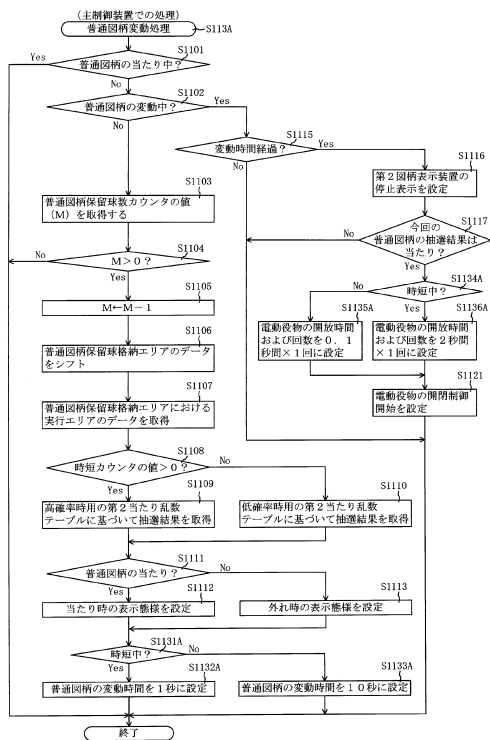 (主制御装置での処理)
普通図柄変動処理
S113A
S1101
普通図柄の当たり中?
Yes
No
S1102
普通図柄の変動中?
Yes
No
S1115
変動時間経過?
Yes
No
S1116
第2図柄表示装置の
停止表示を設定
S1117
今回の
普通図柄の抽選結果は
当たり?
No
Yes
S1134A
時短中?
No
Yes
S1135A
電動役物の開放時間
および回数を0.1
秒間×1回に設定
S1136A
電動役物の開放時間
および回数を2秒間
×1回に設定
S1121
電動役物の開閉制御
開始を設定
S1103
普通図柄保留球数カウンタの値
(M)を取得する
S1104
M>0?
No
Yes
S1105
M←M-1
S1106
普通図柄保留球格納エリアのデータ
をシフト
S1107
普通図柄保留球格納エリアにおける
実行エリアのデータを取得
S1108
時短カウンタの値>0?
No
Yes
S1109
高確率時用の第2当たり乱数
テーブルに基づいて抽選結果を取得
S1110
低確率時用の第2当たり乱数
テーブルに基づいて抽選結果を取得
S1111
普通図柄の当たり?
No
Yes
S1112
当たり時の表示態様を設定
S1113
外れ時の表示態様を設定
S1131A
時短中?
No
Yes
S1132A
普通図柄の変動時間を1秒に設定
S1133A
普通図柄の変動時間を10秒に設定
終了